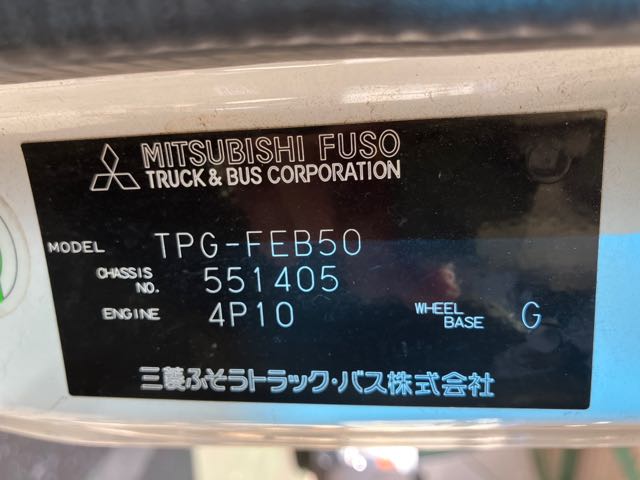 MITSUBISHI FUSO
TRUCK & BUS CORPORATION
MODEL TPG-FEB50
CHASSIS NO. 551405
ENGINE 4P10 WHEEL BASE G
三菱ふそうトラック・バス株式会社